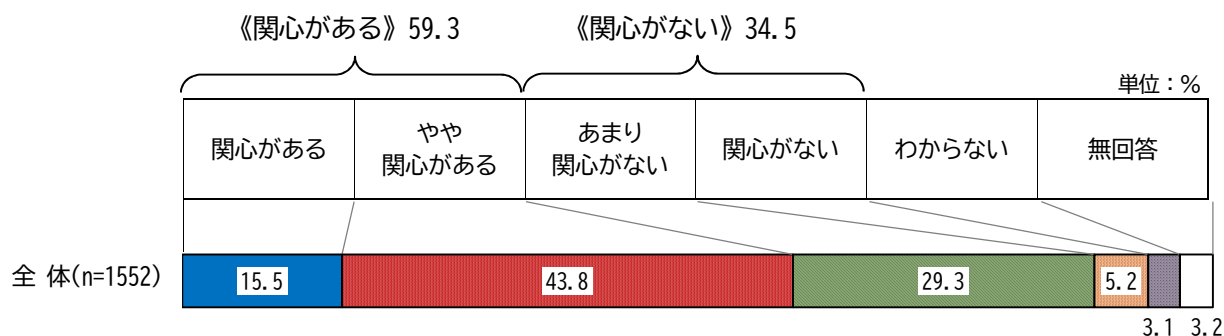 《関心がある》59.3 《関心がない》34.5
単位：%
関心がある
やや
関心がある
あまり
関心がない
関心がない
わからない
無回答
全 体(n=1552)
15.5
43.8
29.3
5.2
3.1
3.2